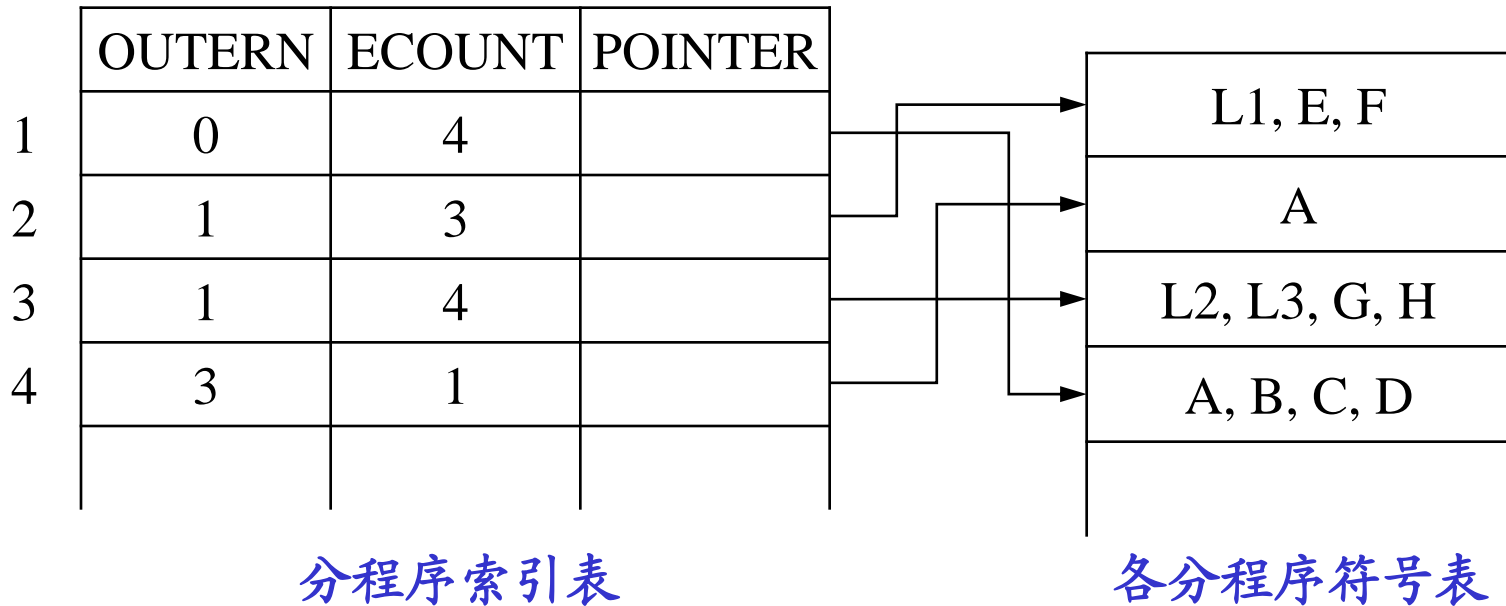 OUTERN ECOUNT POINTER
1 0 4
2 1 3
3 1 4
4 3 1
L1, E, F
A
L2, L3, G, H
A, B, C, D
分程序索引表
各分程序符号表